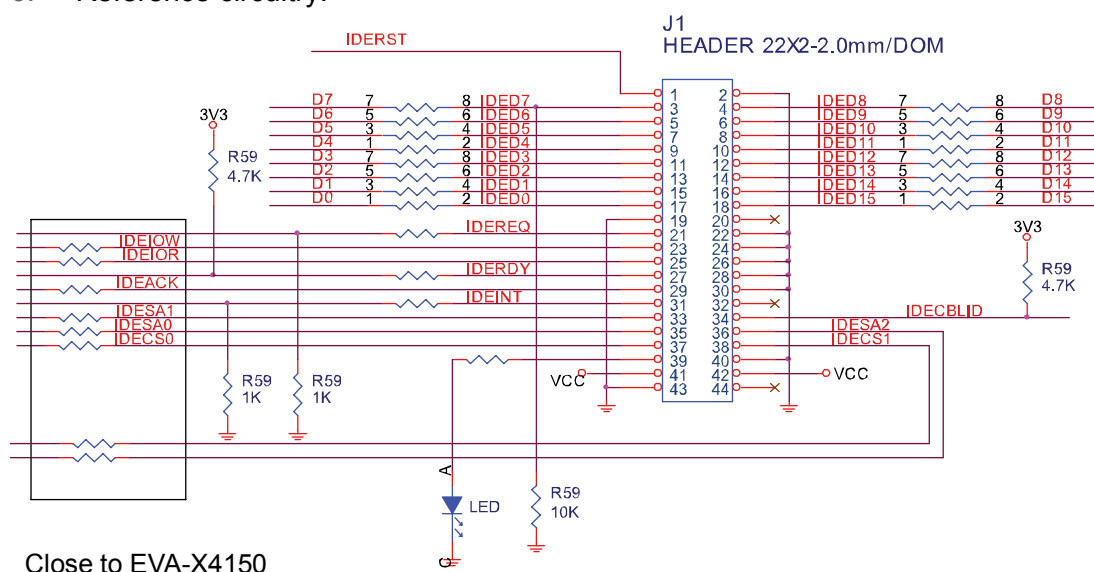 Reference circuitry:
J1
HEADER 22X2-2.0mm/DOM
IDERST
1 2
D7 7 8 IDED7 3 4 IDED8 7 8 D8
D6 5 6 IDED6 5 6 IDED9 5 6 D9
D5 3 4 IDED5 7 8 IDED10 3 4 D10
D4 1 2 IDED4 9 10 IDED11 1 2 D11
D3 7 8 IDED3 11 12 IDED12 7 8 D12
D2 5 6 IDED2 13 14 IDED13 5 6 D13
D1 3 4 IDED1 15 16 IDED14 3 4 D14
D0 1 2 IDED0 17 18 IDED15 1 2 D15
3V3
R59
4.7K
19 20
IDEREQ 21 22
IDEIOW 23 24
IDEIOR 25 26
IDERDY 27 28
IDEACK 29 30
IDEINT 31 32
IDESA1 33 34 IDECBLID
IDESA0 35 36 IDESA2
IDECS0 37 38 IDECS1
39 40
VCC 41 42 VCC
43 44
3V3
R59
4.7K
R59
1K
R59
1K
A
LED
C
R59
10K
Close to EVA-X4150